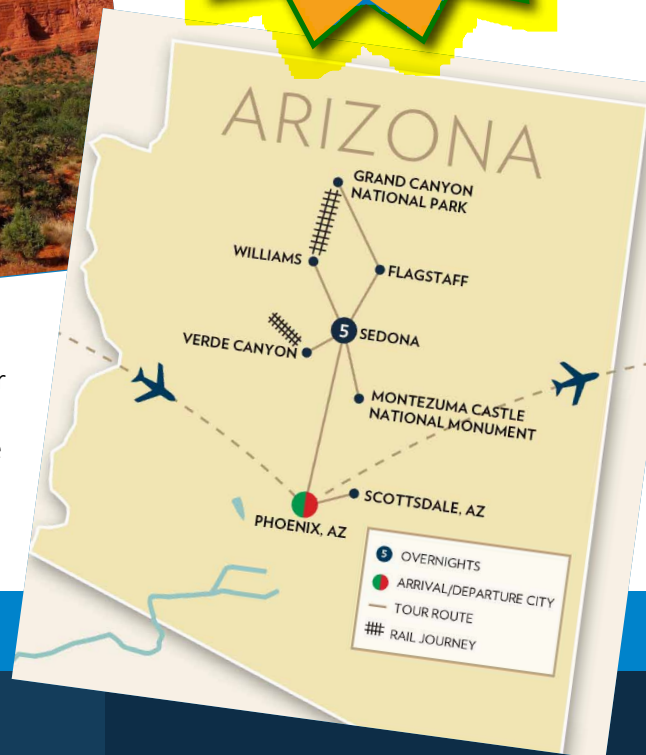 ARIZONA
GRAND CANYON
NATIONAL PARK
WILLIAMS
FLAGSTAFF
5
SEDONA
VERDE CANYON
MONTEZUMA CASTLE
NATIONAL MONUMENT
SCOTTSDALE, AZ
PHOENIX, AZ
5 OVERNIGHTS
ARRIVAL/DEPARTURE CITY
TOUR ROUTE
RAIL JOURNEY